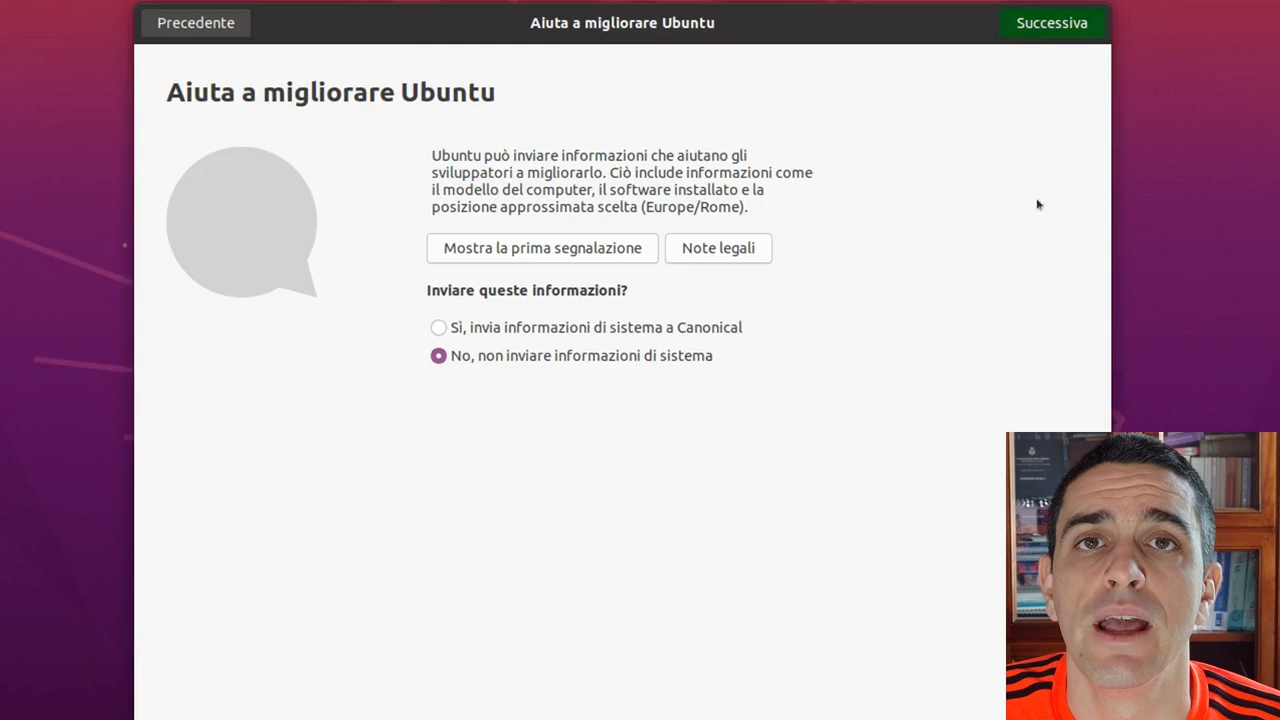 Precedente
Aiuta a migliorare Ubuntu
Successiva
Aiuta a migliorare Ubuntu
Ubuntu può inviare informazioni che aiutano gli
sviluppatori a migliorarlo. Ciò include informazioni come
il modello del computer, il software installato e la
posizione approssimata scelta (Europe/Rome).
Mostra la prima segnalazione
Note legali
Inviare queste informazioni?
Sì, invia informazioni di sistema a Canonical
No, non inviare informazioni di sistema